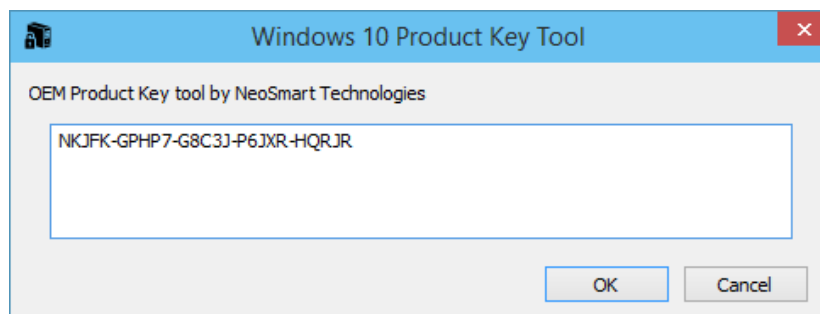 Windows 10 Product Key Tool
OEM Product Key tool by NeoSmart Technologies
NKJFK-GPHP7-G8C3J-P6JXR-HQRJR
OK Cancel